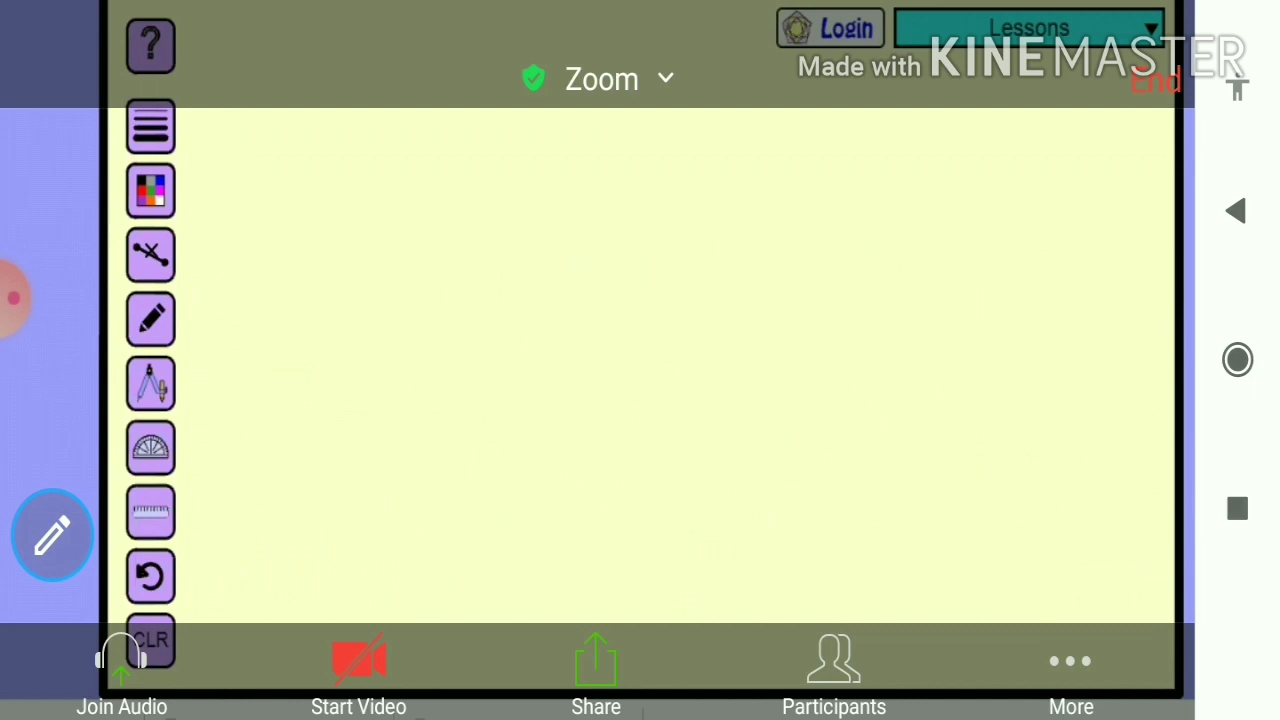 ?
Login
Lessons
Made with KINEMASTER
Zoom
End
CLR
Join Audio
Start Video
Share
Participants
More